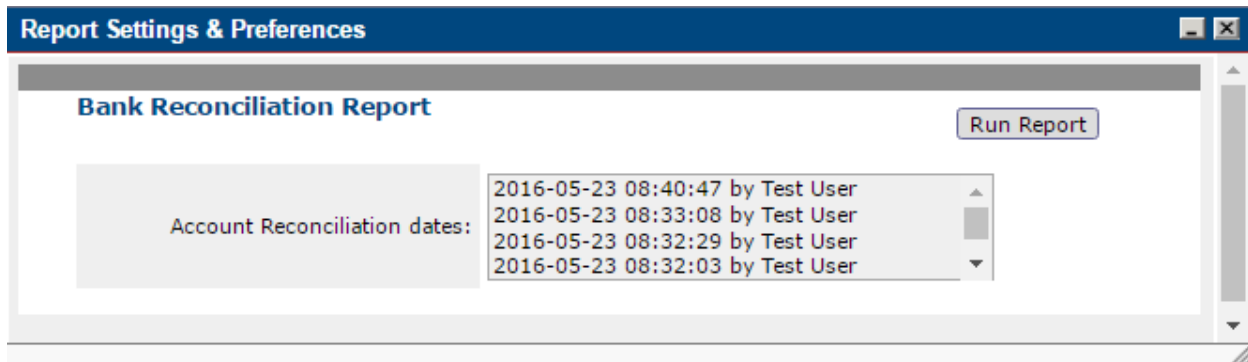 Report Settings & Preferences
Bank Reconciliation Report
Run Report
Account Reconciliation dates:
2016-05-23 08:40:47 by Test User
2016-05-23 08:33:08 by Test User
2016-05-23 08:32:29 by Test User
2016-05-23 08:32:03 by Test User